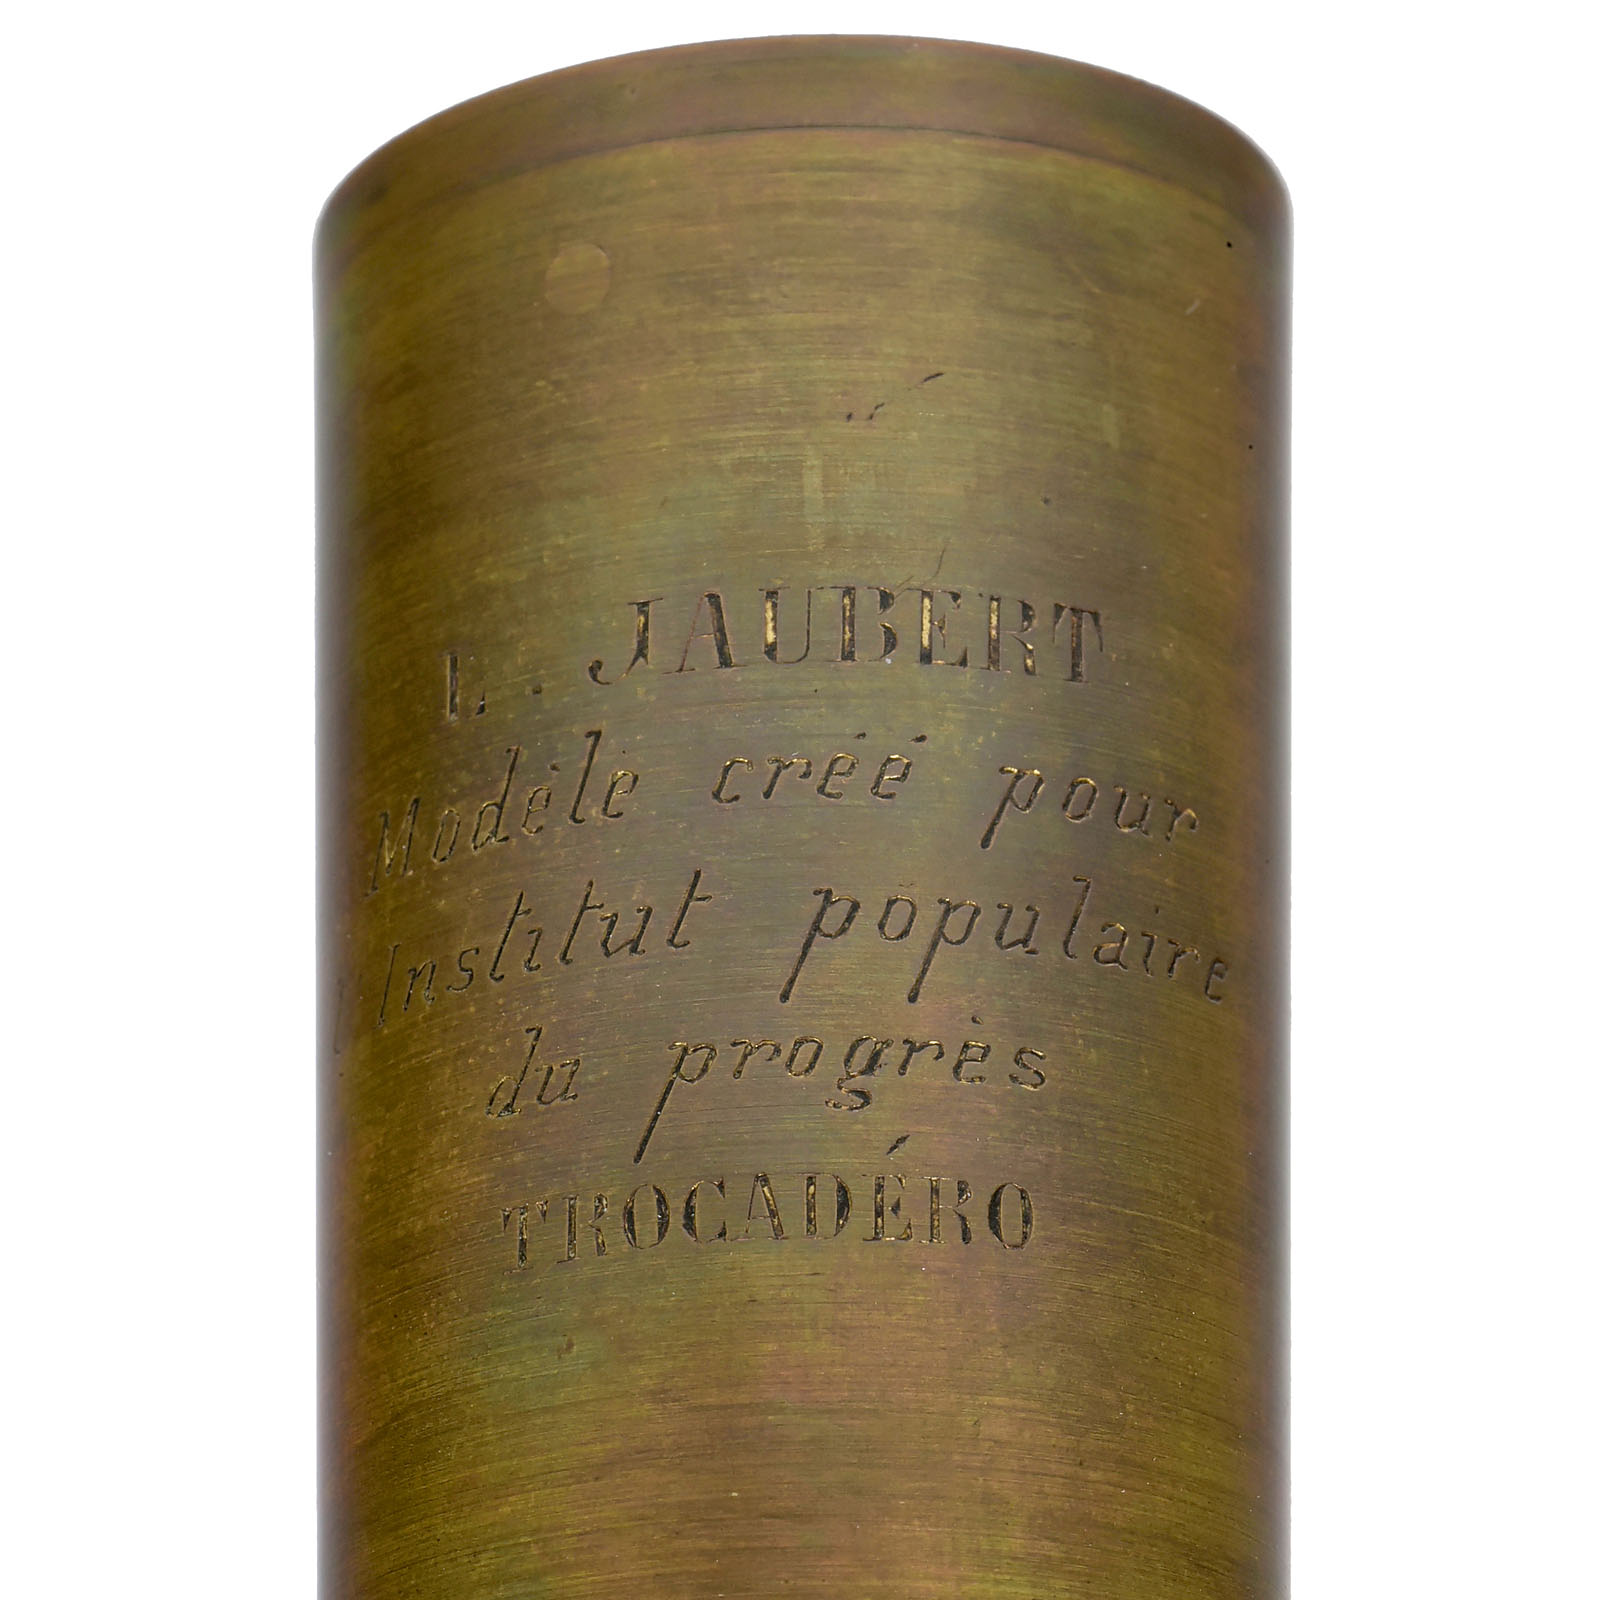 L. JAUBERT
Modèle créé pour
l'Institut populaire
du progrès
TROCADÉRO